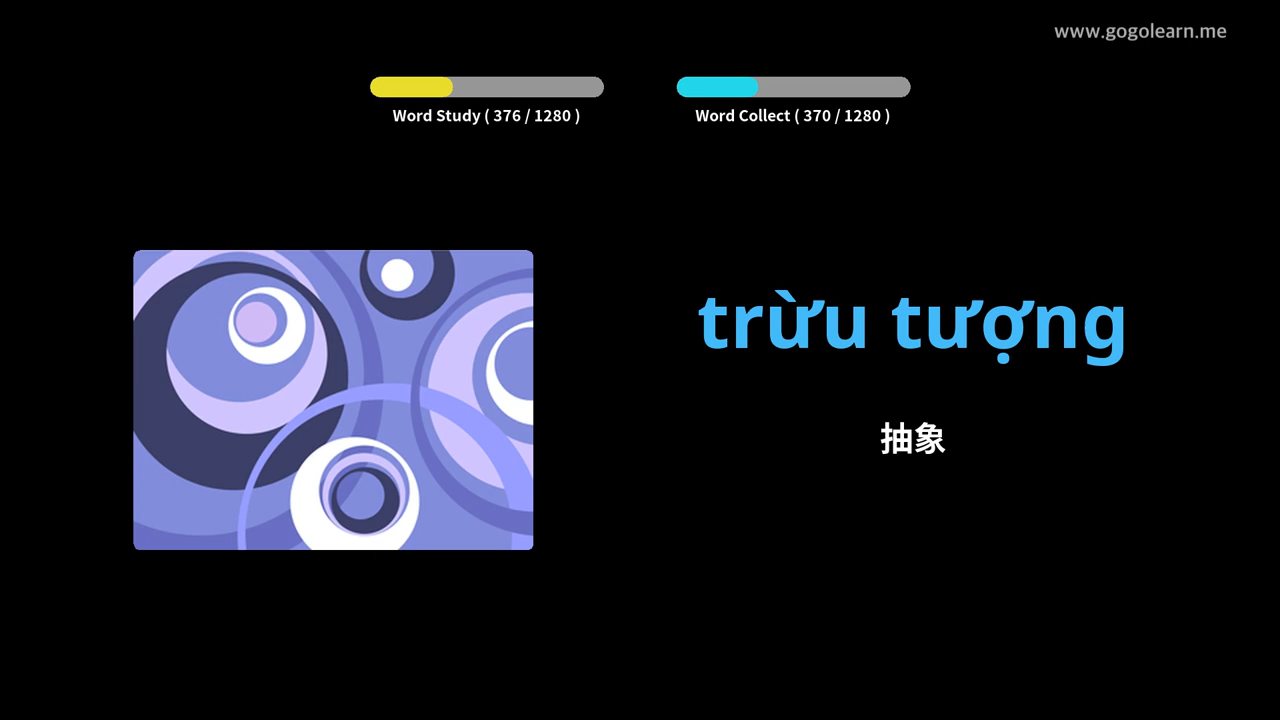 www.gogolearn.me
Word Study ( 376 / 1280 )
Word Collect ( 370 / 1280 )
trừu tượng
抽象